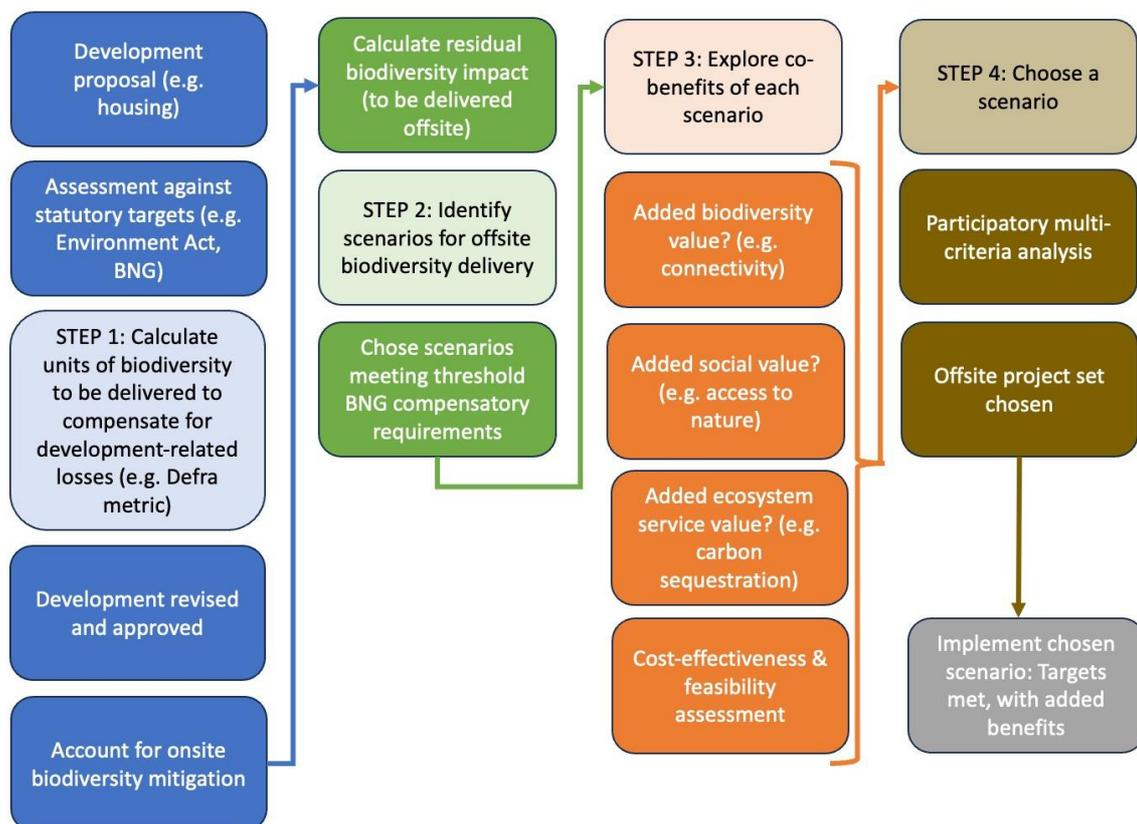 Development
proposal (e.g.
housing)
Assessment against
statutory targets (e.g.
Environment Act,
BNG)
STEP 1: Calculate
units of biodiversity
to be delivered to
compensate for
development-related
losses (e.g. Defra
metric)
Development revised
and approved
Account for onsite
biodiversity mitigation
Calculate residual
biodiversity impact
(to be delivered
offsite)
STEP 2: Identify
scenarios for offsite
biodiversity delivery
Chose scenarios
meeting threshold
BNG compensatory
requirements
STEP 3: Explore co-
benefits of each
scenario
Added biodiversity
value? (e.g.
connectivity)
Added social value?
(e.g. access to
nature)
Added ecosystem
service value? (e.g.
carbon
sequestration)
Cost-effectiveness &
feasibility
assessment
STEP 4: Choose a
scenario
Participatory multi-
criteria analysis
Offsite project set
chosen
Implement chosen
scenario: Targets
met, with added
benefits